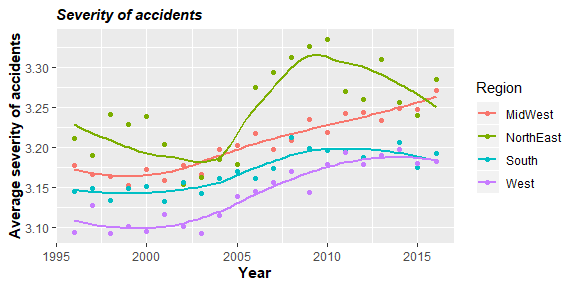 Severity of accidents
Average severity of accidents
3.30
3.25
3.20
3.15
3.10
1995
2000
2005
2010
2015
Year
Region
MidWest
NorthEast
South
West